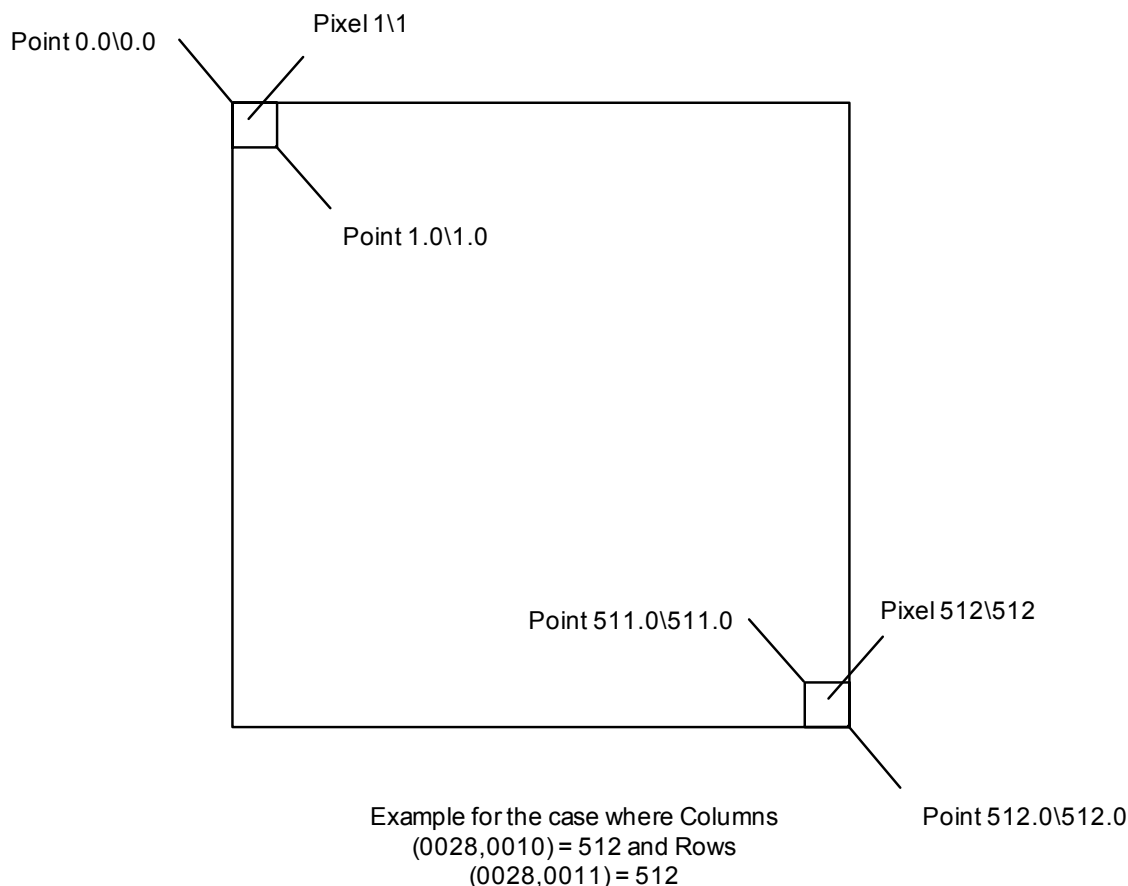 Pixel 1\1
Point 0.0\0.0
Point 1.0\1.0
Pixel 512\512
Point 511.0\511.0
Point 512.0\512.0
Example for the case where Columns
(0028,0010) = 512 and Rows
(0028,0011) = 512